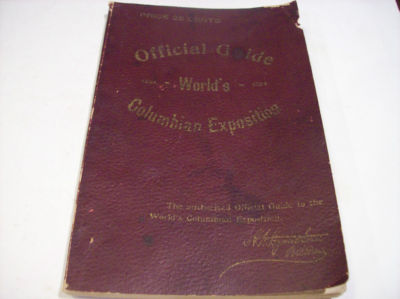 PRICE 25 CENTS
Official Guide
World's
Columbian Exposition
The authorized Official Guide to the
World's Columbian Exposition.